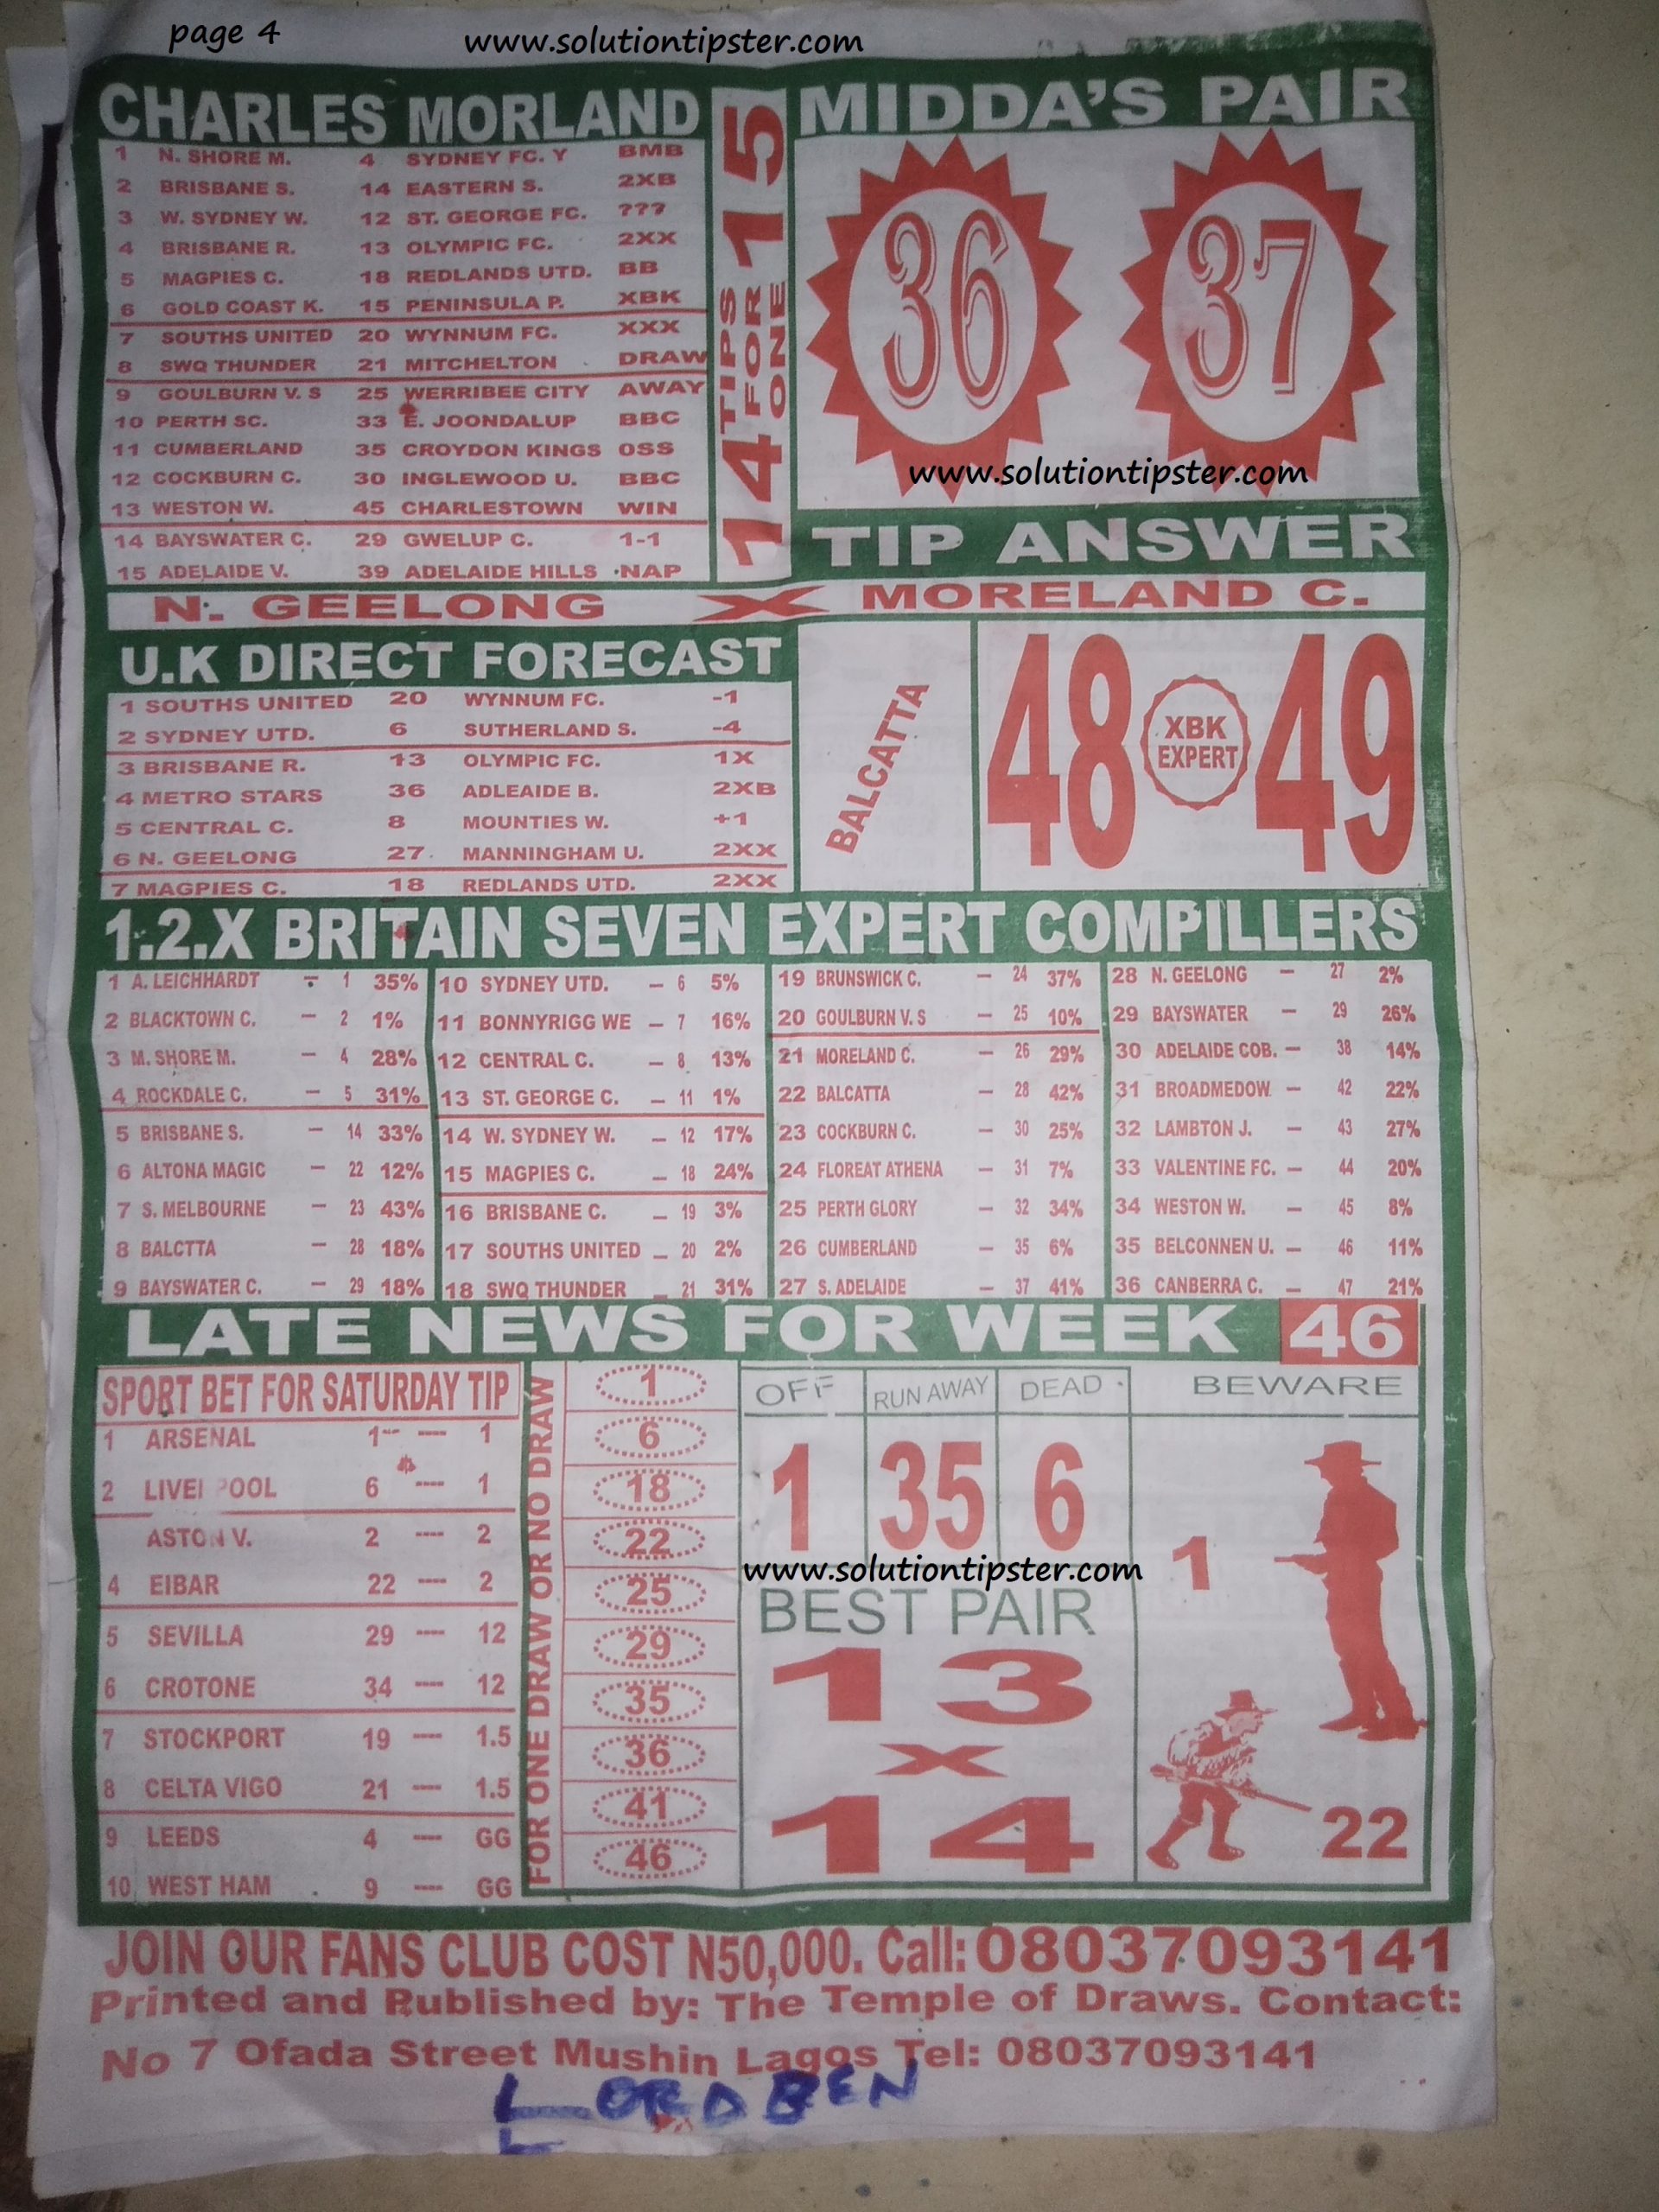 page 4
www.solutiontipster.com
CHARLES MORLAND
1 N. SHORE M. 4 SYDNEY FC. Y BMB
2 BRISBANE S. 14 EASTERN S. 2XB
3 W. SYDNEY W. 12 ST. GEORGE FC. ???
4 BRISBANE R. 13 OLYMPIC FC. 2XX
5 MAGPIES C. 18 REDLANDS UTD. BB
6 GOLD COAST K. 15 PENINSULA P. XBK
7 SOUTHS UNITED 20 WYNNUM FC. XXX
8 SWQ THUNDER 21 MITCHELTON DRAW
9 GOULBURN V. S 25 WERRIBEE CITY AWAY
10 PERTH SC. 33 E. JOONDALUP BBC
11 CUMBERLAND 35 CROYDON KINGS OSS
12 COCKBURN C. 30 INGLEWOOD U. BBC
13 WESTON W. 45 CHARLESTOWN WIN
14 BAYSWATER C. 29 GWELUP C. 1-1
15 ADELAIDE V. 39 ADELAIDE HILLS NAP
14 TIPS FOR ONE 15
MIDDA'S PAIR
36 37
www.solutiontipster.com
TIP ANSWER
N. GEELONG X MORELAND C.
U.K DIRECT FORECAST
1 SOUTHS UNITED 20 WYNNUM FC. -1
2 SYDNEY UTD. 6 SUTHERLAND S. -4
3 BRISBANE R. 13 OLYMPIC FC. 1X
4 METRO STARS 36 ADLEAIDE B. 2XB
5 CENTRAL C. 8 MOUNTIES W. +1
6 N. GEELONG 27. MANNINGHAM U. 2XX
7 MAGPIES C. 18 REDLANDS UTD. 2XX
BALCATTA
48 XBK EXPERT 49
1.2.X BRITAIN SEVEN EXPERT COMPILLERS
1 A. LEICHHARDT - 1 35%
2 BLACKTOWN C. - 2 1%
3 M. SHORE M. - 4 28%
4 ROCKDALE C. - 5 31%
5 BRISBANE S. - 14 33%
6 ALTONA MAGIC - 22 12%
7 S. MELBOURNE - 23 43%
8 BALCTTA - 28 18%
9 BAYSWATER C. - 29 18%
10 SYDNEY UTD. - 6 5%
11 BONNYRIGG WE - 7 16%
12 CENTRAL C. - 8 13%
13 ST. GEORGE C. - 11 1%
14 W. SYDNEY W. - 12 17%
15 MAGPIES C. - 18 24%
16 BRISBANE C. - 19 3%
17 SOUTHS UNITED - 20 2%
18 SWQ THUNDER - 21 31%
19 BRUNSWICK C. - 24 37%
20 GOULBURN V. S - 25 10%
21 MORELAND C. - 26 29%
22 BALCATTA - 28 42%
23 COCKBURN C. - 30 25%
24 FLOREAT ATHENA - 31 7%
25 PERTH GLORY - 32 34%
26 CUMBERLAND - 35 6%
27 S. ADELAIDE - 37 41%
28 N. GEELONG - 27 2%
29 BAYSWATER - 29 26%
30 ADELAIDE COB. - 38 14%
31 BROADMEDOW - 42 22%
32 LAMBTON J. - 43 27%
33 VALENTINE FC. - 44 20%
34 WESTON W. - 45 8%
35 BELCONNEN U. - 46 11%
36 CANBERRA C. - 47 21%
LATE NEWS FOR WEEK 46
SPORT BET FOR SATURDAY TIP
1 ARSENAL 1 ---- 1
2 LIVERPOOL 6 ---- 1
ASTON V. 2 ---- 2
4 EIBAR 22 ---- 2
5 SEVILLA 29 ---- 12
6 CROTONE 34 ---- 12
7 STOCKPORT 19 ---- 1.5
8 CELTA VIGO 21 ---- 1.5
9 LEEDS 4 ---- GG
10 WEST HAM 9 ---- GG
FOR ONE DRAW OR NO DRAW
1
6
18
22
25
29
35
36
41
46
OFF RUN AWAY DEAD
1 35 6
www.solutiontipster.com
BEST PAIR
13
X
14
BEWARE
1
22
JOIN OUR FANS CLUB COST N50,000. Call: 08037093141
Printed and Published by: The Temple of Draws. Contact:
No 7 Ofada Street Mushin Lagos Tel: 08037093141
LORD BEN